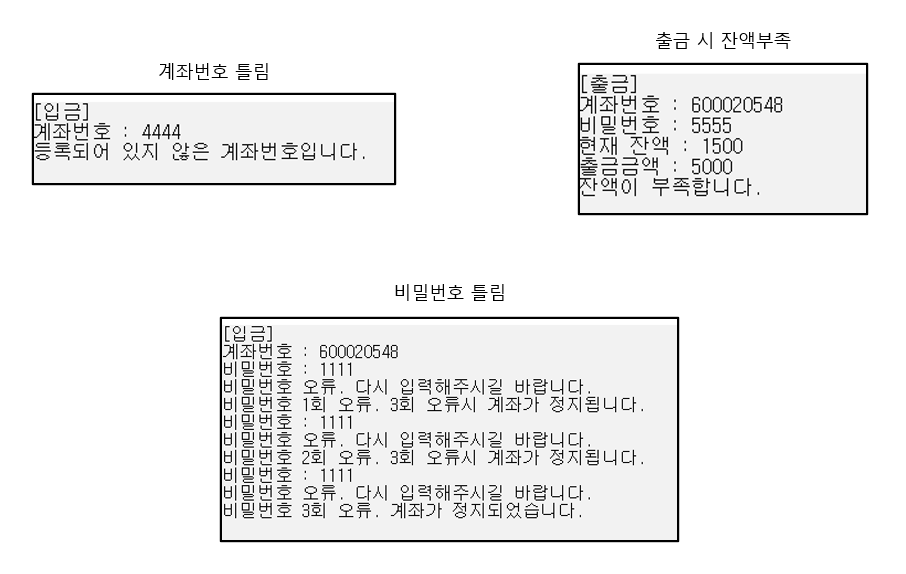 계좌번호 틀림
[입금]
계좌번호 : 4444
등록되어 있지 않은 계좌번호입니다.
출금 시 잔액부족
[출금]
계좌번호 : 600020548
비밀번호 : 5555
현재 잔액 : 1500
출금금액 : 5000
잔액이 부족합니다.
비밀번호 틀림
[입금]
계좌번호 : 600020548
비밀번호 : 1111
비밀번호 오류. 다시 입력해주시길 바랍니다.
비밀번호 1회 오류. 3회 오류시 계좌가 정지됩니다.
비밀번호 : 1111
비밀번호 오류. 다시 입력해주시길 바랍니다.
비밀번호 2회 오류. 3회 오류시 계좌가 정지됩니다.
비밀번호 : 1111
비밀번호 오류. 다시 입력해주시길 바랍니다.
비밀번호 3회 오류. 계좌가 정지되었습니다.